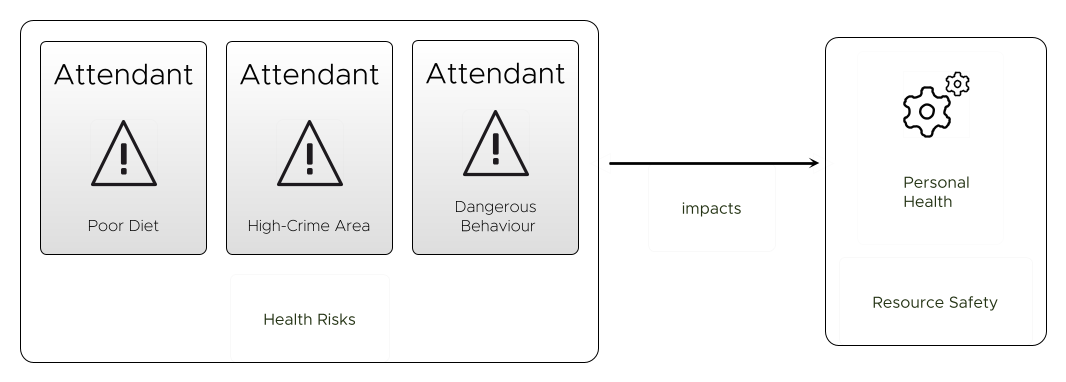 Attendant
Poor Diet
Attendant
High-Crime Area
Attendant
Dangerous
Behaviour
Health Risks
impacts
Personal
Health
Resource Safety